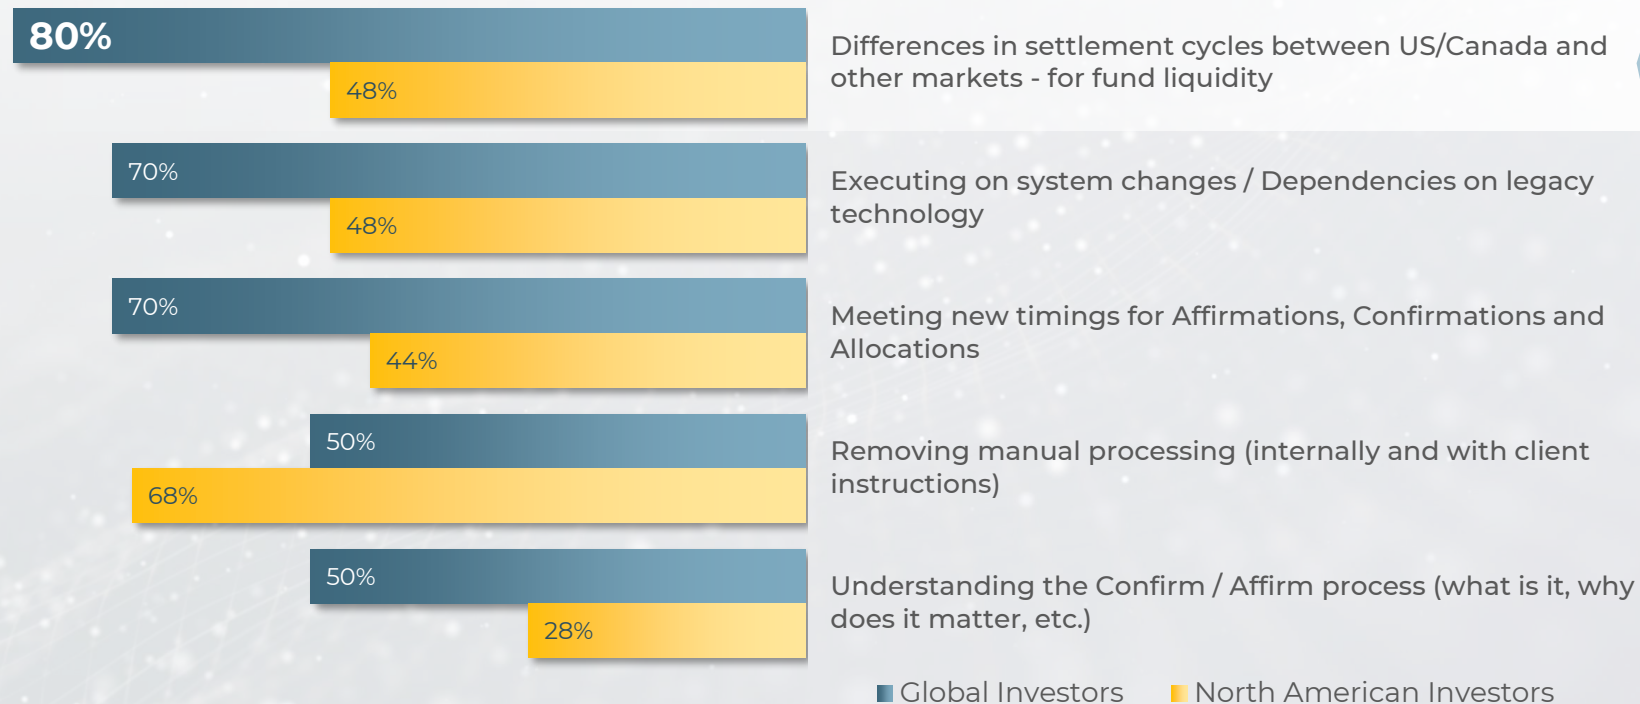 80%
48%
Differences in settlement cycles between US/Canada and
other markets - for fund liquidity
70%
48%
Executing on system changes / Dependencies on legacy
technology
70%
44%
Meeting new timings for Affirmations, Confirmations and
Allocations
50%
68%
Removing manual processing (internally and with client
instructions)
50%
28%
Understanding the Confirm / Affirm process (what is it, why
does it matter, etc.)
Global Investors North American Investors